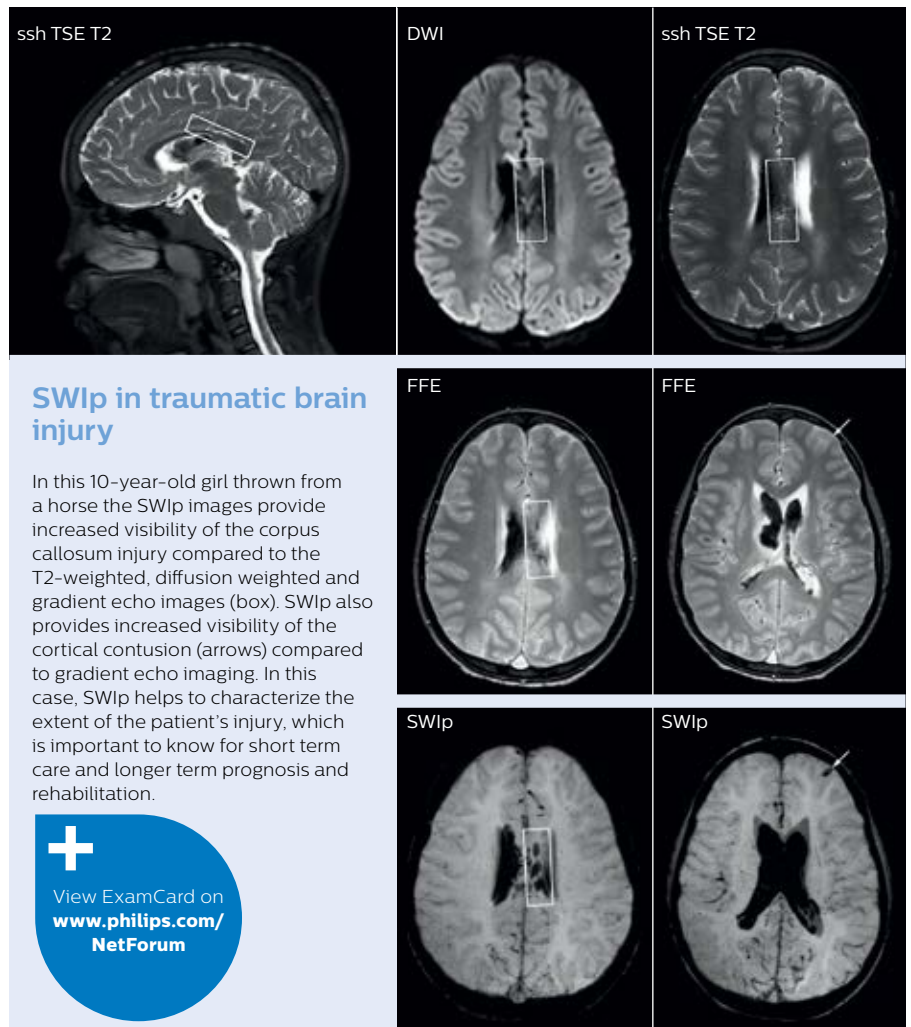 ssh TSE T2
DWI
ssh TSE T2
SWIp in traumatic brain
injury
In this 10-year-old girl thrown from
a horse the SWIp images provide
increased visibility of the corpus
callosum injury compared to the
T2-weighted, diffusion weighted and
gradient echo images (box). SWIp also
provides increased visibility of the
cortical contusion (arrows) compared
to gradient echo imaging. In this
case, SWIp helps to characterize the
extent of the patient's injury, which
is important to know for short term
care and longer term prognosis and
rehabilitation.
View ExamCard on
www.philips.com/
NetForum
FFE
FFE
SWIp
SWIp